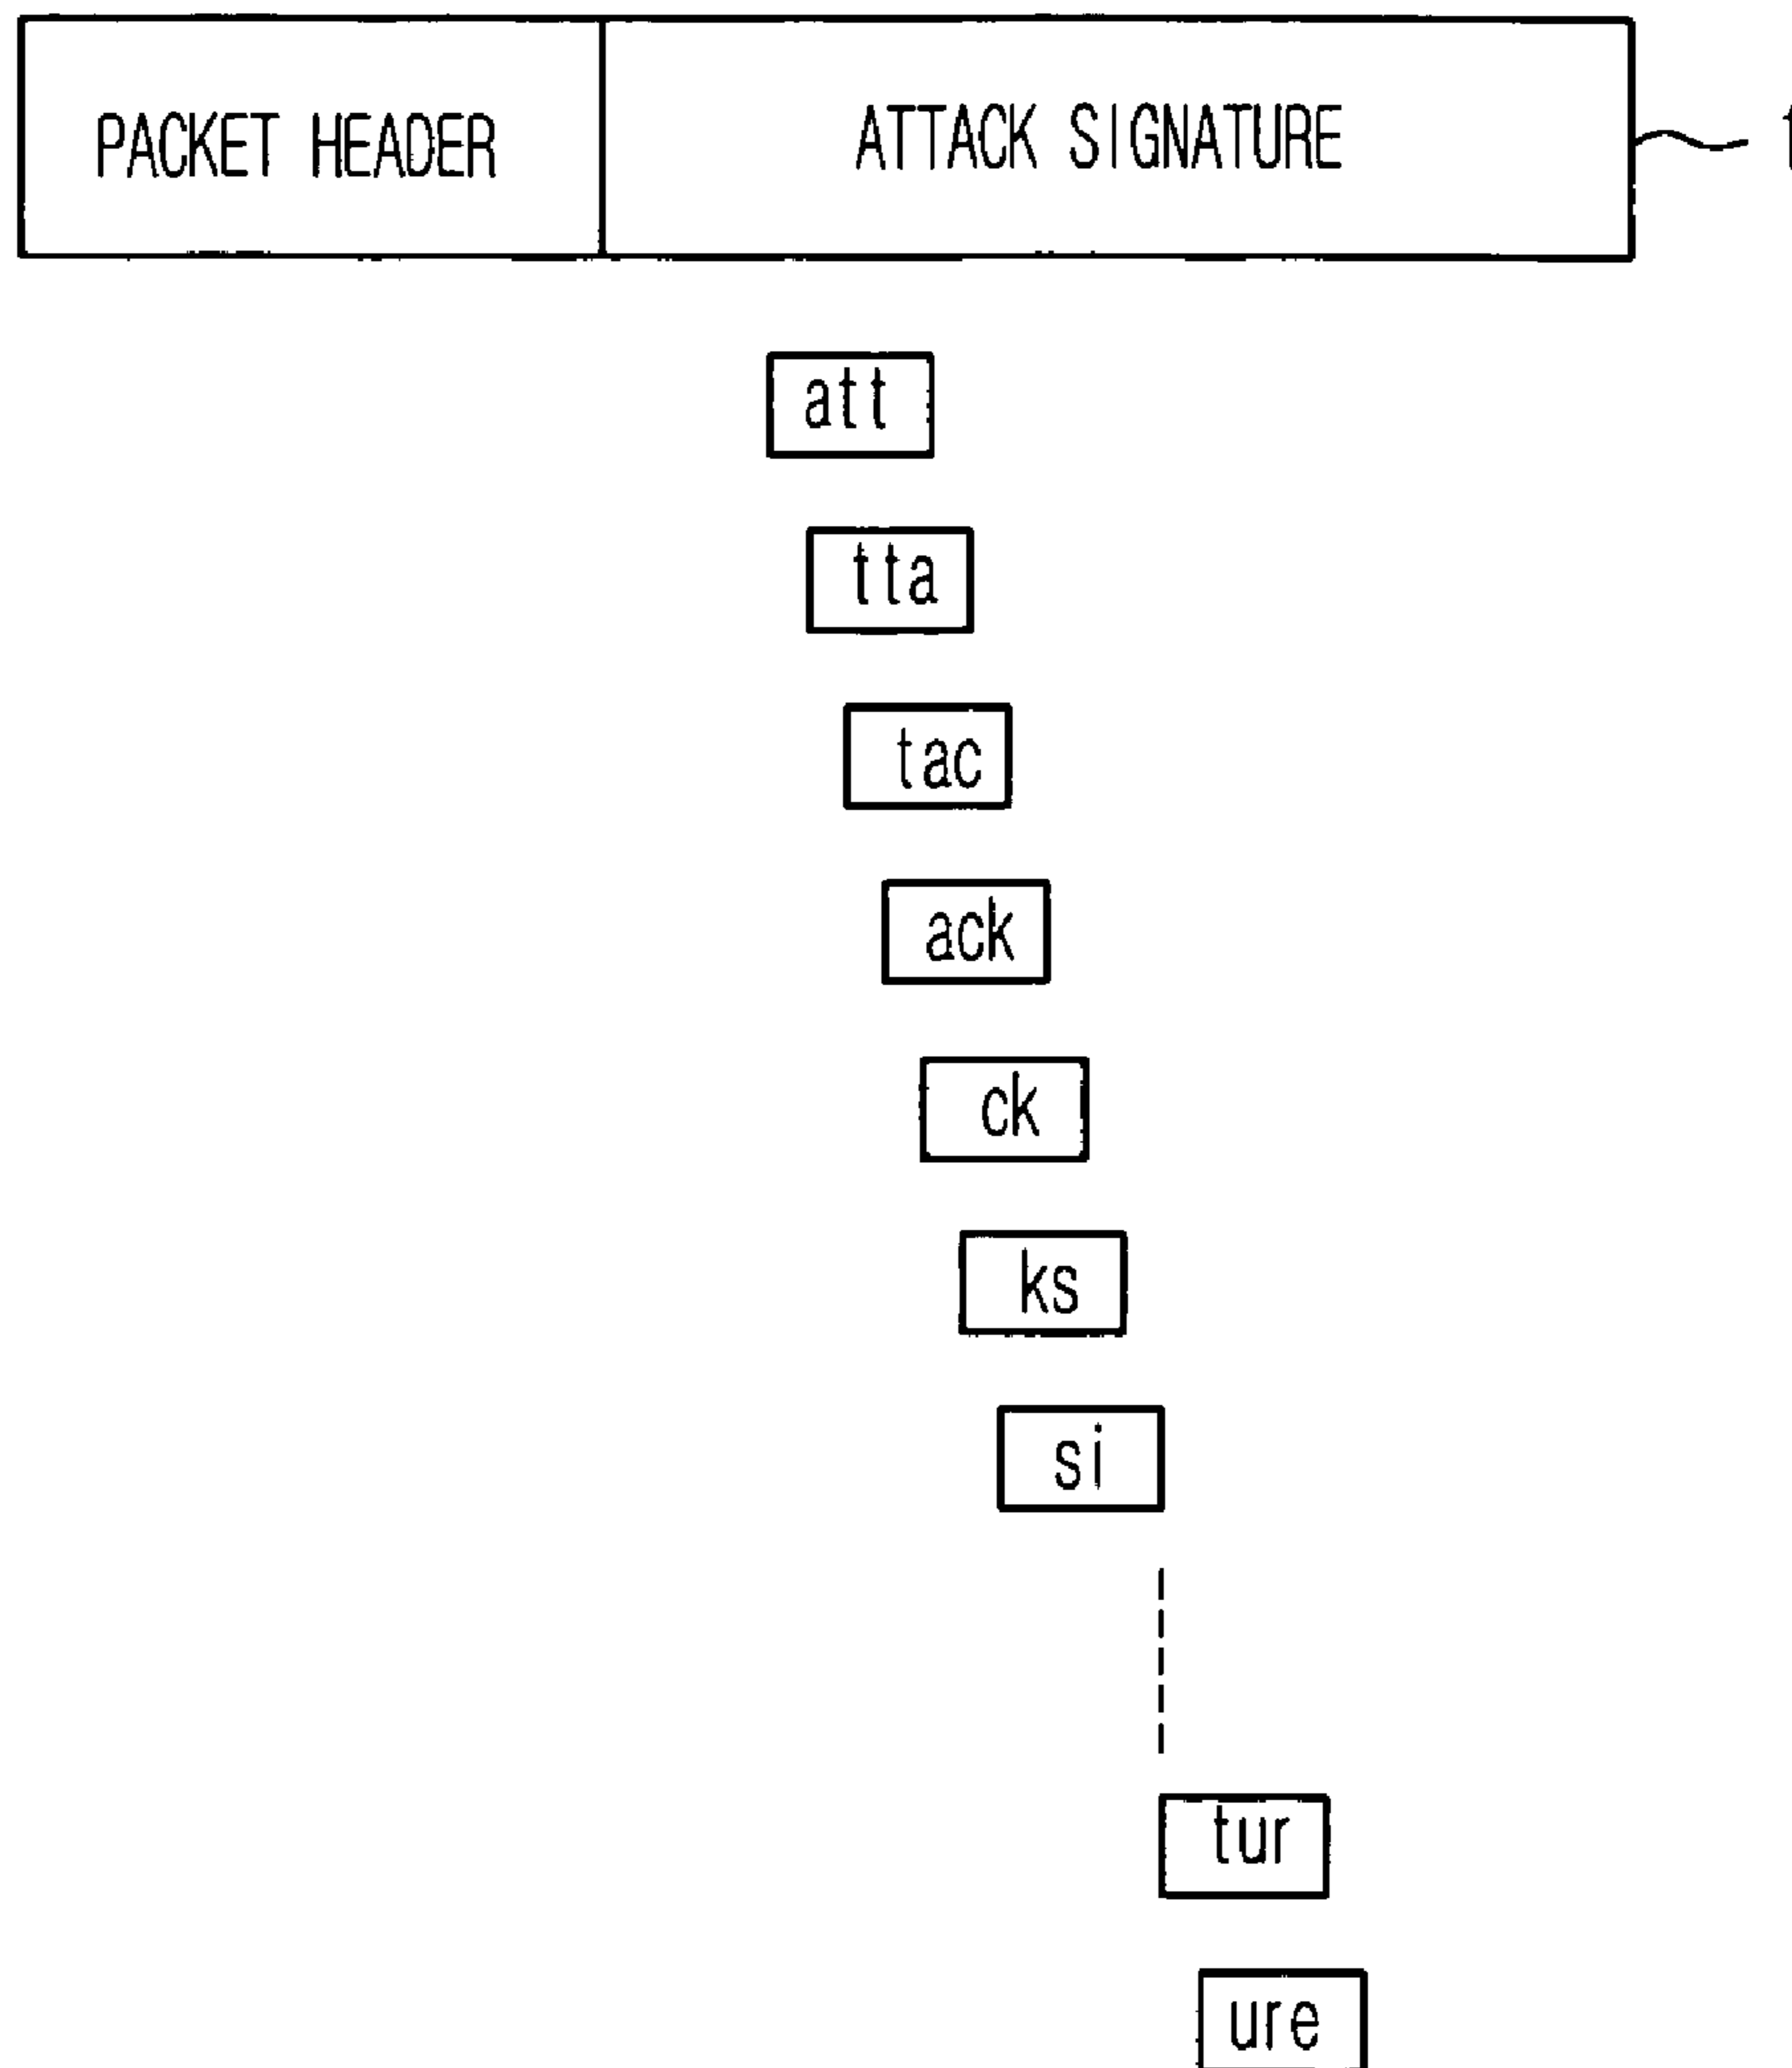 PACKET HEADER
ATTACK SIGNATURE
att
tta
tac
ack
ck
ks
si
tur
ure